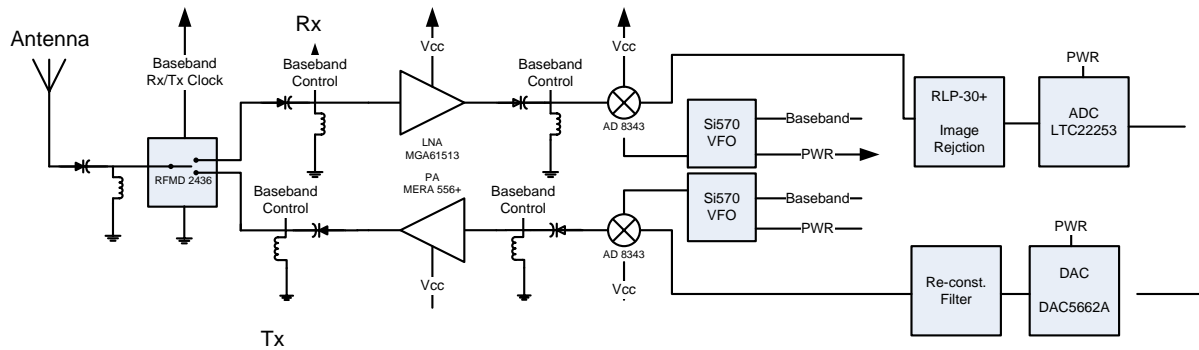 Antenna
Baseband
Rx/Tx Clock
RFMD 2436
Rx
Baseband
Control
Vcc
LNA
MGA61513
Baseband
Control
Vcc
AD 8343
Si570
VFO
Baseband
PWR
RLP-30+
Image
Rejction
PWR
ADC
LTC22253
Baseband
Control
PA
MERA 556+
Vcc
Baseband
Control
AD 8343
Vcc
Si570
VFO
Baseband
PWR
Re-const.
Filter
PWR
DAC
DAC5662A
Tx